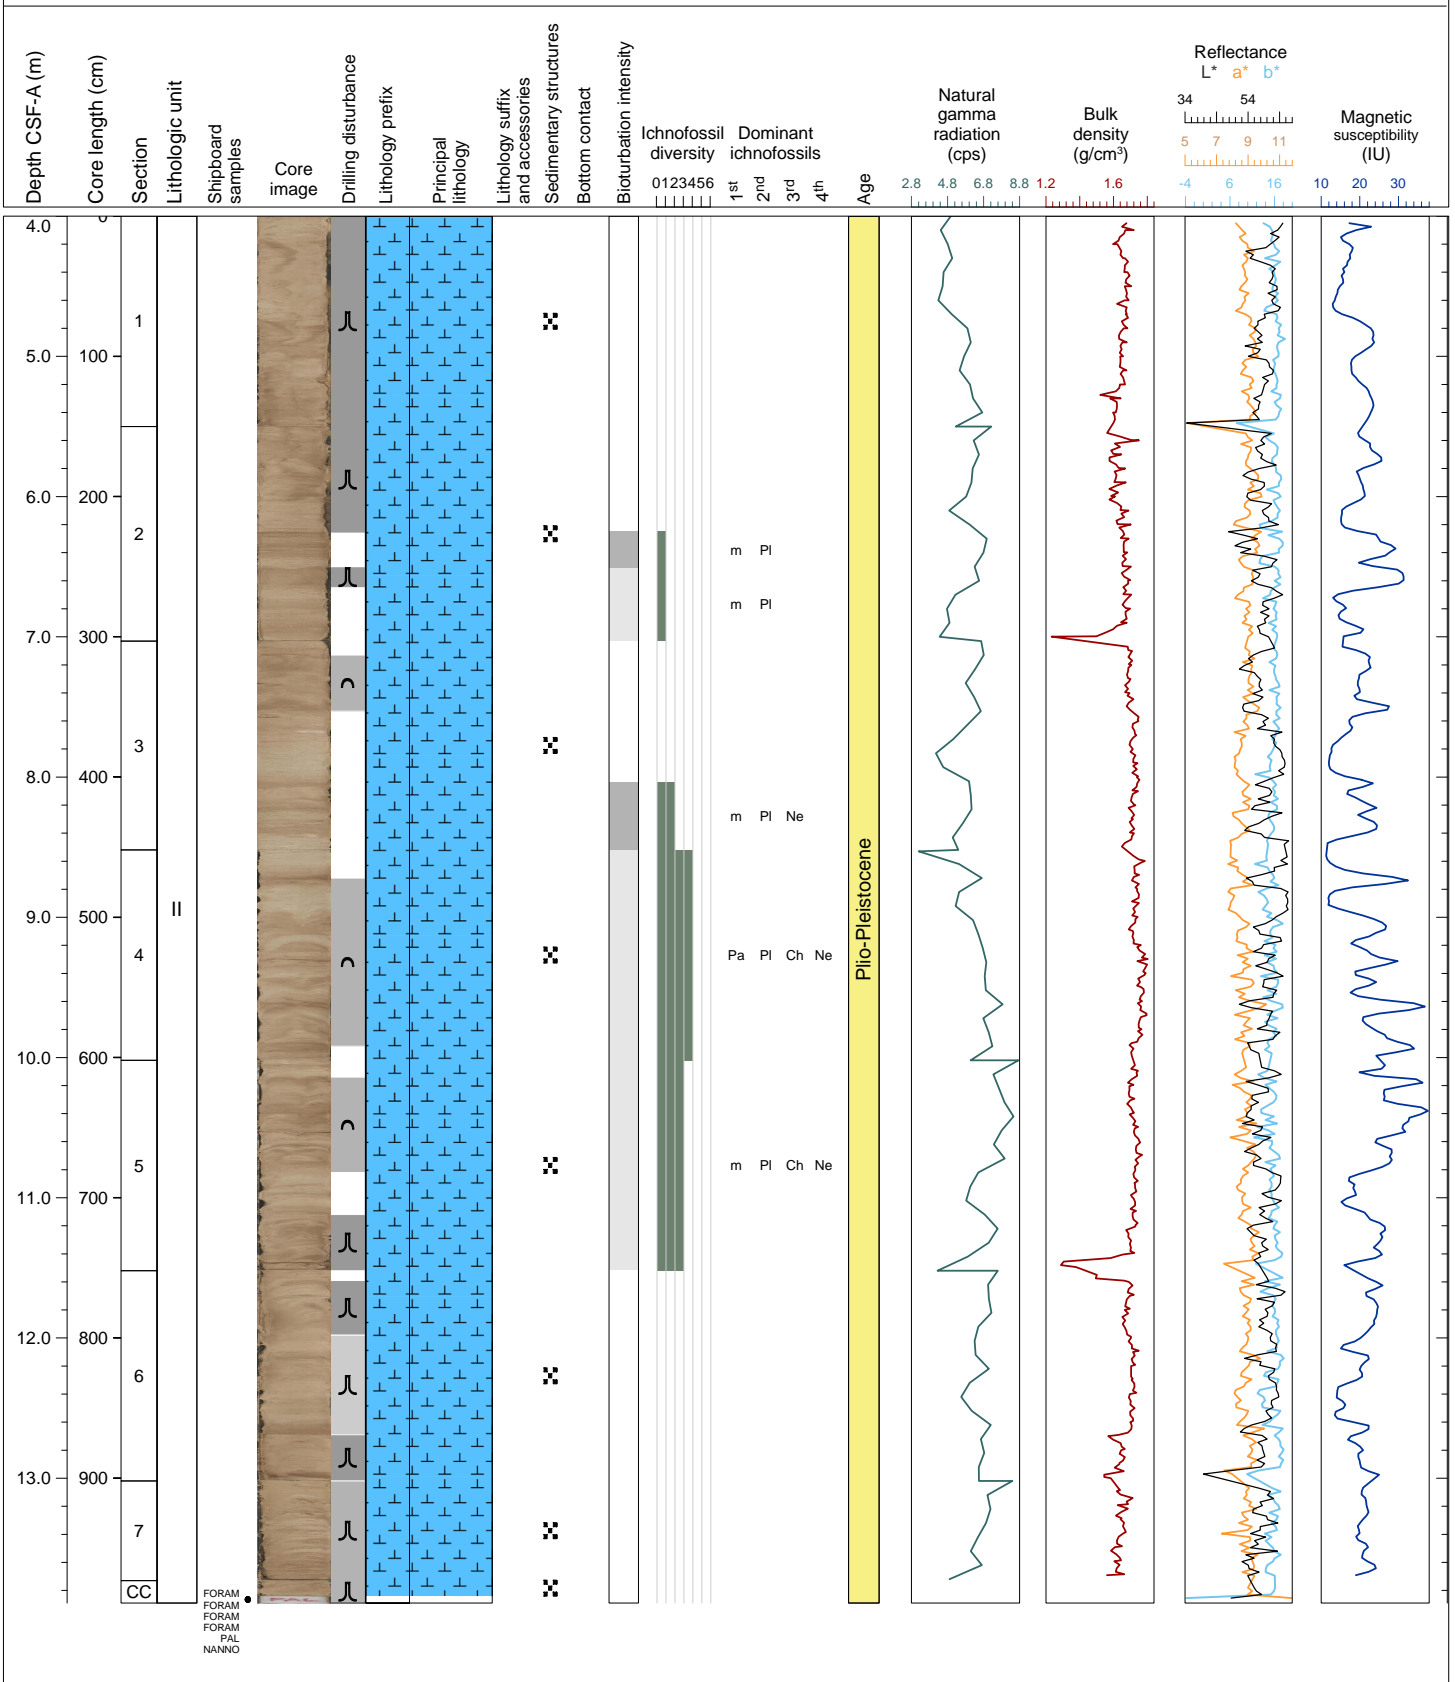 Depth CSF-A (m)
Core length (cm)
Section
Lithologic unit
Shipboard
samples
Core
image
Drilling disturbance
Lithology prefix
Principal
lithology
Lithology suffix
and accessories
Sedimentary structures
Bottom contact
Bioturbation intensity
Ichnofossil
diversity
0123456
Dominant
ichnofossils
1st 2nd 3rd 4th
Age
Natural
gamma
radiation
(cps)
2.8 4.8 6.8 8.8
Bulk
density
(g/cm³)
1.2 1.6
Reflectance
L* a* b*
34 54
5 7 9 11
-4 6 16
Magnetic
susceptibility
(IU)
10 20 30
4.0 0
1
5.0 100
6.0 200
2
m Pl
m Pl
7.0 300
3
8.0 400
m Pl Ne
Plio-Pleistocene
II
9.0 500
4
Pa Pl Ch Ne
10.0 600
5
m Pl Ch Ne
11.0 700
12.0 800
6
13.0 900
7
CC
FORAM
FORAM
FORAM
FORAM
PAL
NANNO
PAL